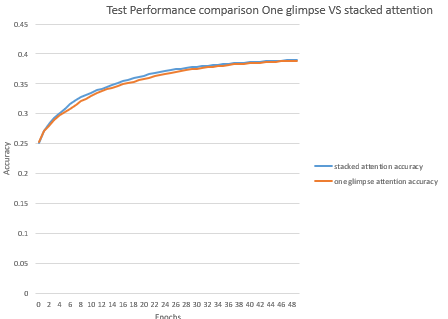 Test Performance comparison One glimpse VS stacked attention
0.45
0.4
0.35
0.3
0.25
0.2
0.15
0.1
0.05
0
Accuracy
0 2 4 6 8 10 12 14 16 18 20 22 24 26 28 30 32 34 36 38 40 42 44 46 48
Epochs
stacked attention accuracy
one glimpse attention accuracy